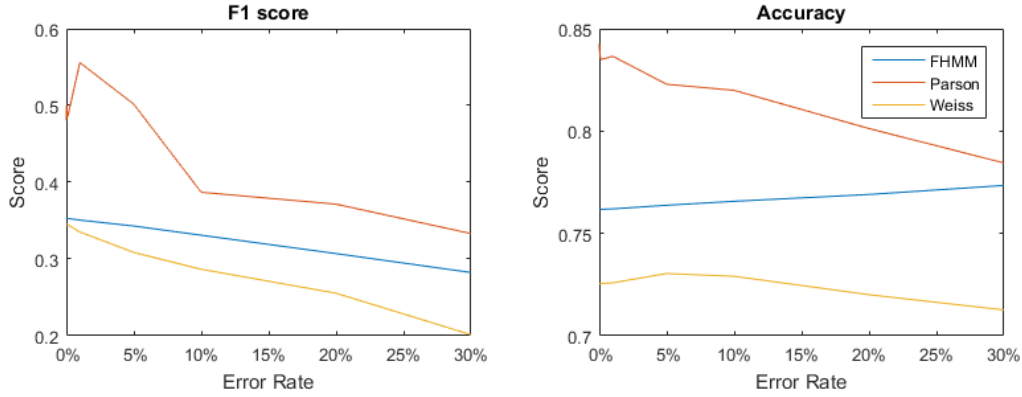 F1 score
Score
0.6
0.5
0.4
0.3
0.2
0% 5% 10% 15% 20% 25% 30%
Error Rate
Accuracy
Score
0.85
0.8
0.75
0.7
FHMM
Parson
Weiss
0% 5% 10% 15% 20% 25% 30%
Error Rate